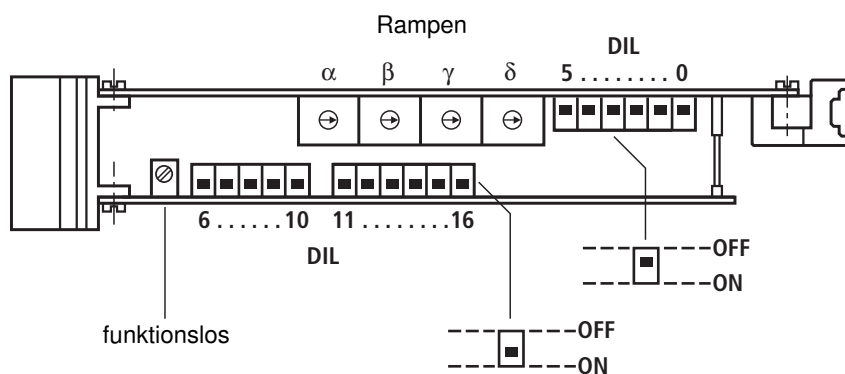 Rampen
α β γ δ
DIL
5 . . . . . . . . 0
6 . . . . . . 10 11 . . . . . . . . 16
DIL
OFF
ON
funktionslos
OFF
ON